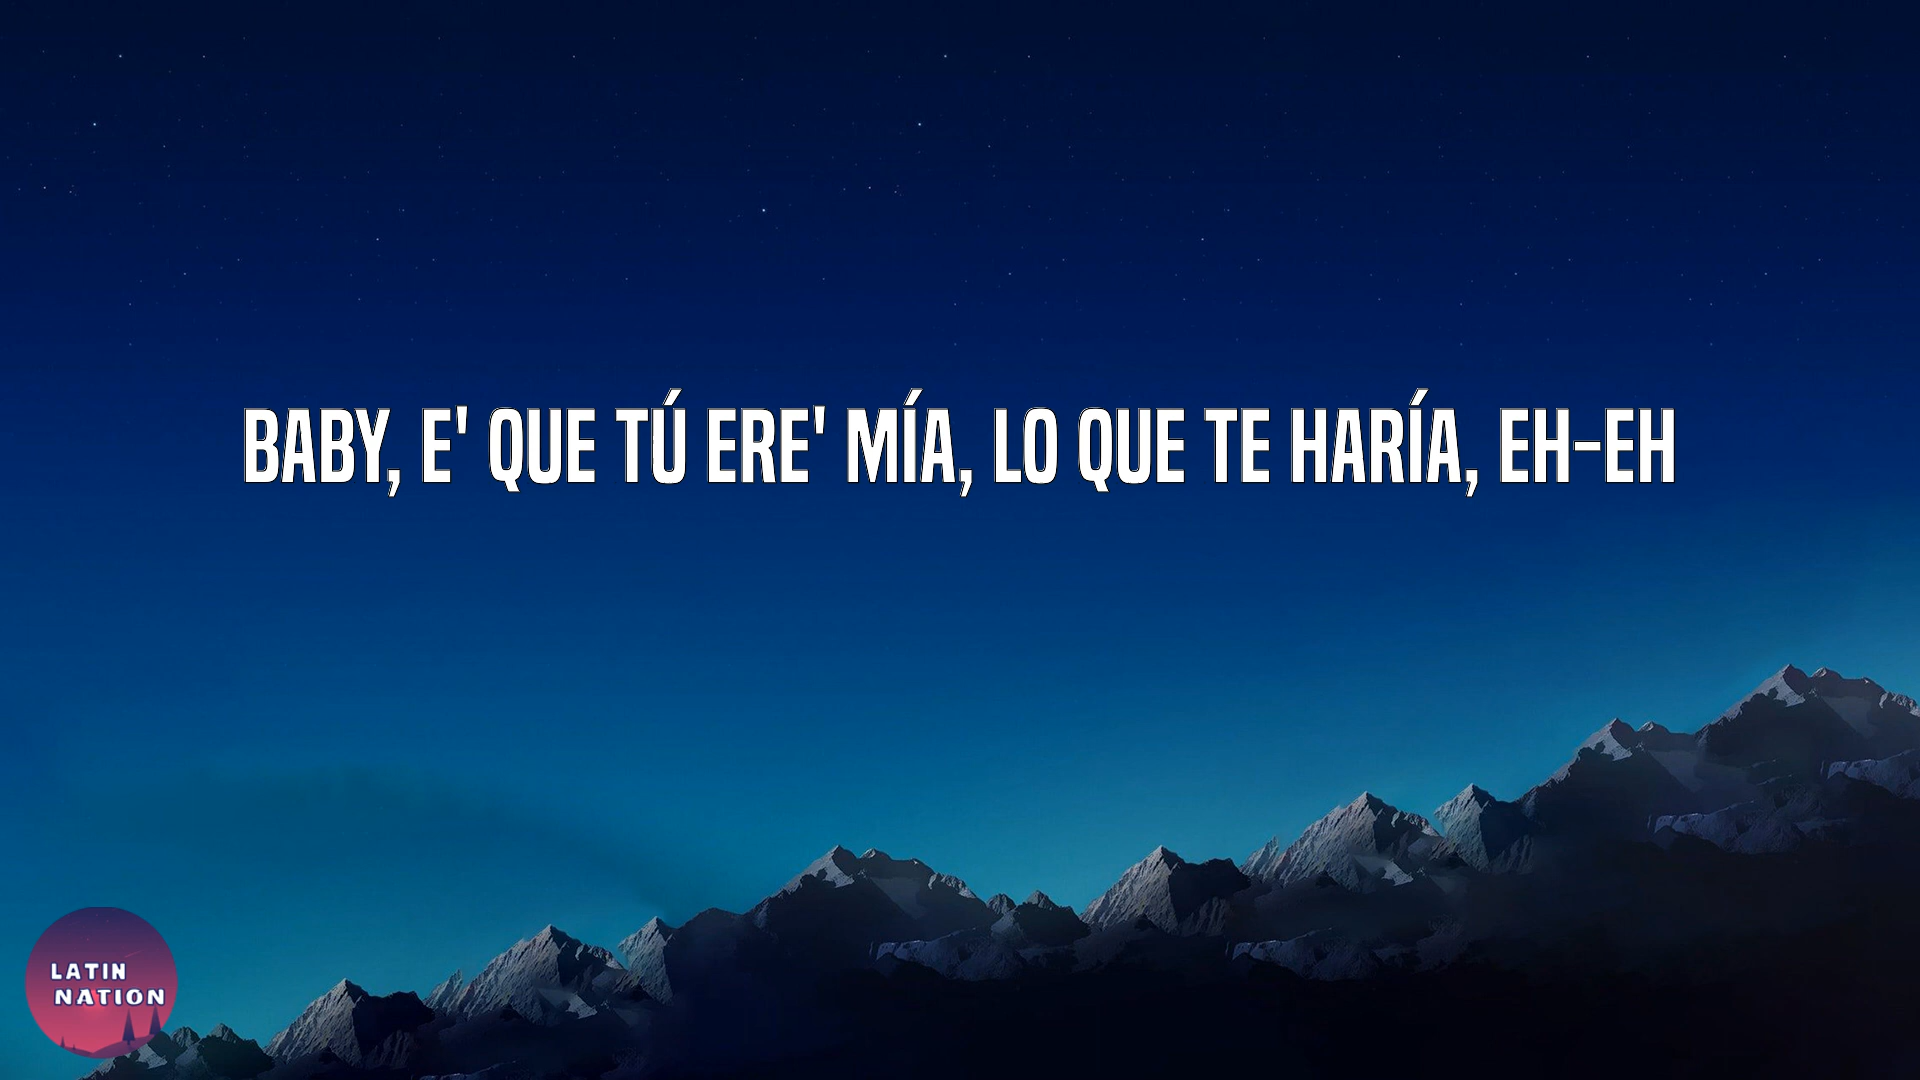 BABY, E' QUE TÚ ERE' MÍA, LO QUE TE HARÍA, EH-EH
LATIN
NATION